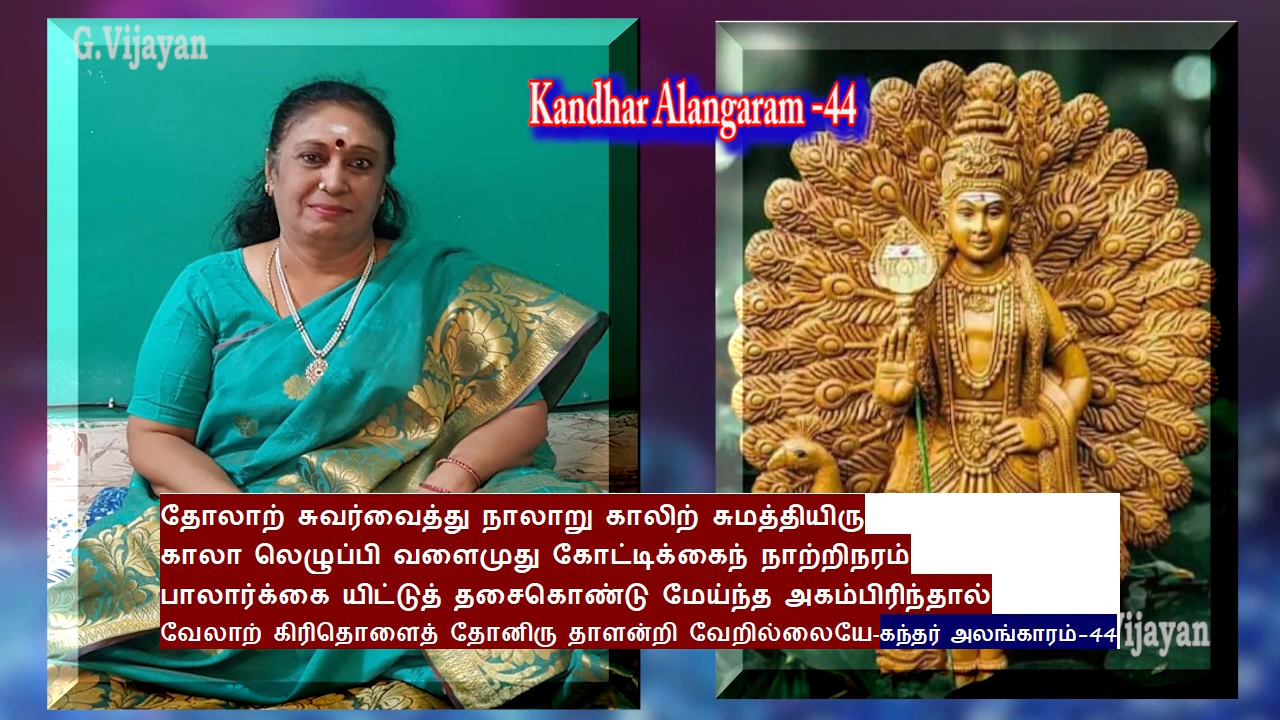 G.Vijayan
Kandhar Alangaram -44
தோலாற் சுவர்வைத்து நாலாறு காலிற் சுமத்தியிரு
காலா லெழுப்பி வளைமுது கோட்டிக்கைந் நாற்றிநரம்
பாலார்க்கை யிட்டுத் தசைகொண்டு மேய்ந்த அகம்பிரிந்தால்
வேலாற் கிரிதொளைத் தோனிரு தாளன்றி வேறில்லையே-கந்தர் அலங்காரம்-44
Vijayan